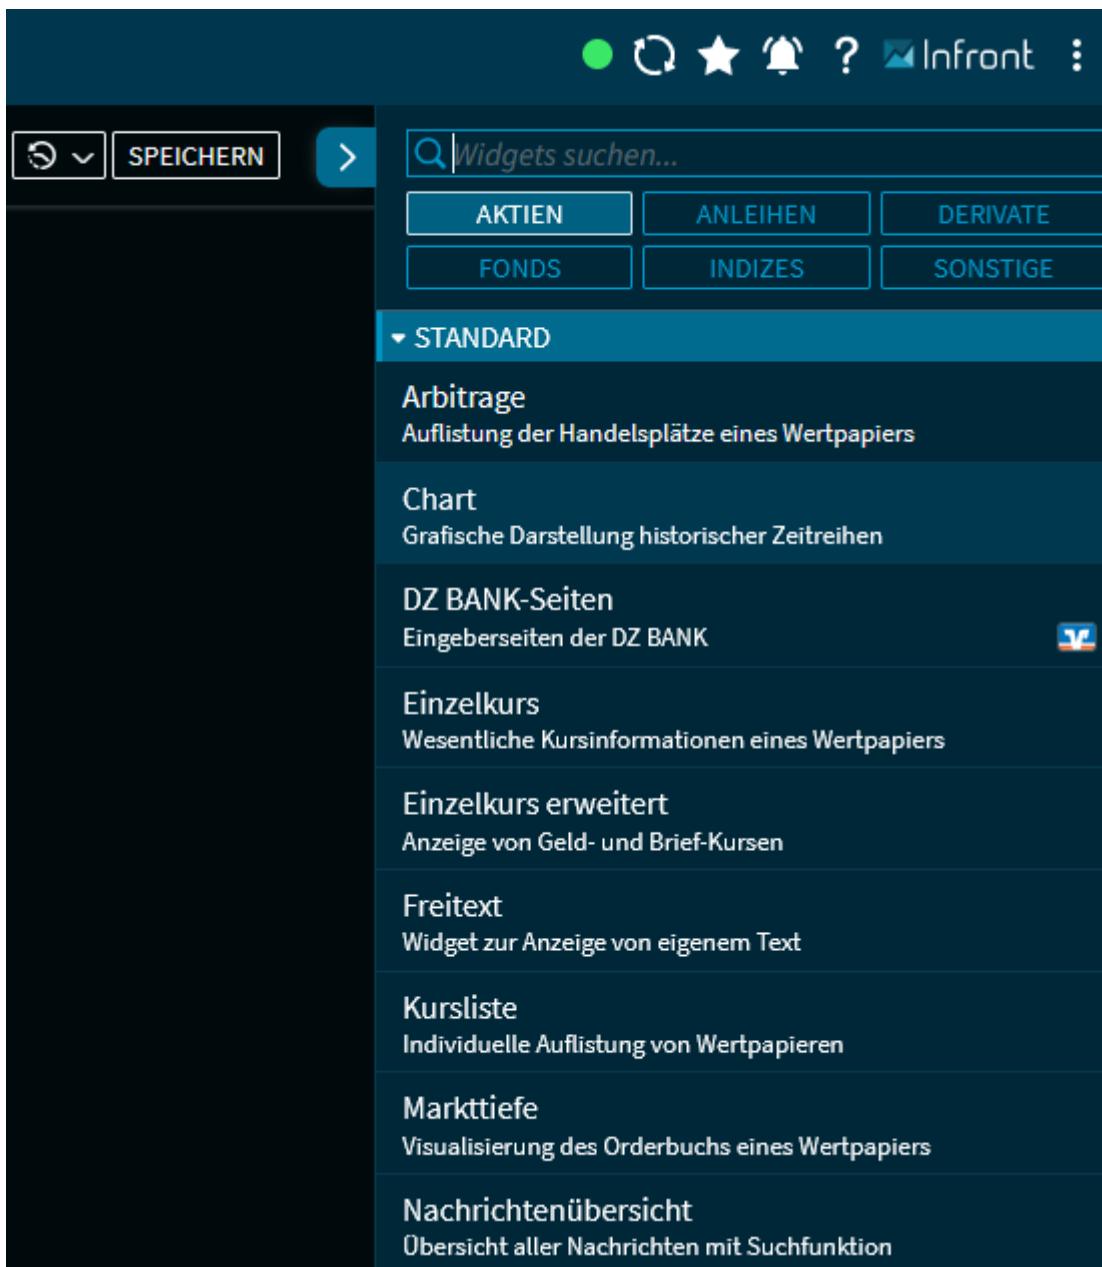 ? Infront
SPEICHERN
Widgets suchen...
AKTIEN ANLEIHEN DERIVATE
FONDS INDIZES SONSTIGE
STANDARD
Arbitrage
Auflistung der Handelsplätze eines Wertpapiers
Chart
Grafische Darstellung historischer Zeitreihen
DZ BANK-Seiten
Eingeberseiten der DZ BANK
Einzelkurs
Wesentliche Kursinformationen eines Wertpapiers
Einzelkurs erweitert
Anzeige von Geld- und Brief-Kursen
Freitext
Widget zur Anzeige von eigenem Text
Kursliste
Individuelle Auflistung von Wertpapieren
Markttiefe
Visualisierung des Orderbuchs eines Wertpapiers
Nachrichtenübersicht
Übersicht aller Nachrichten mit Suchfunktion